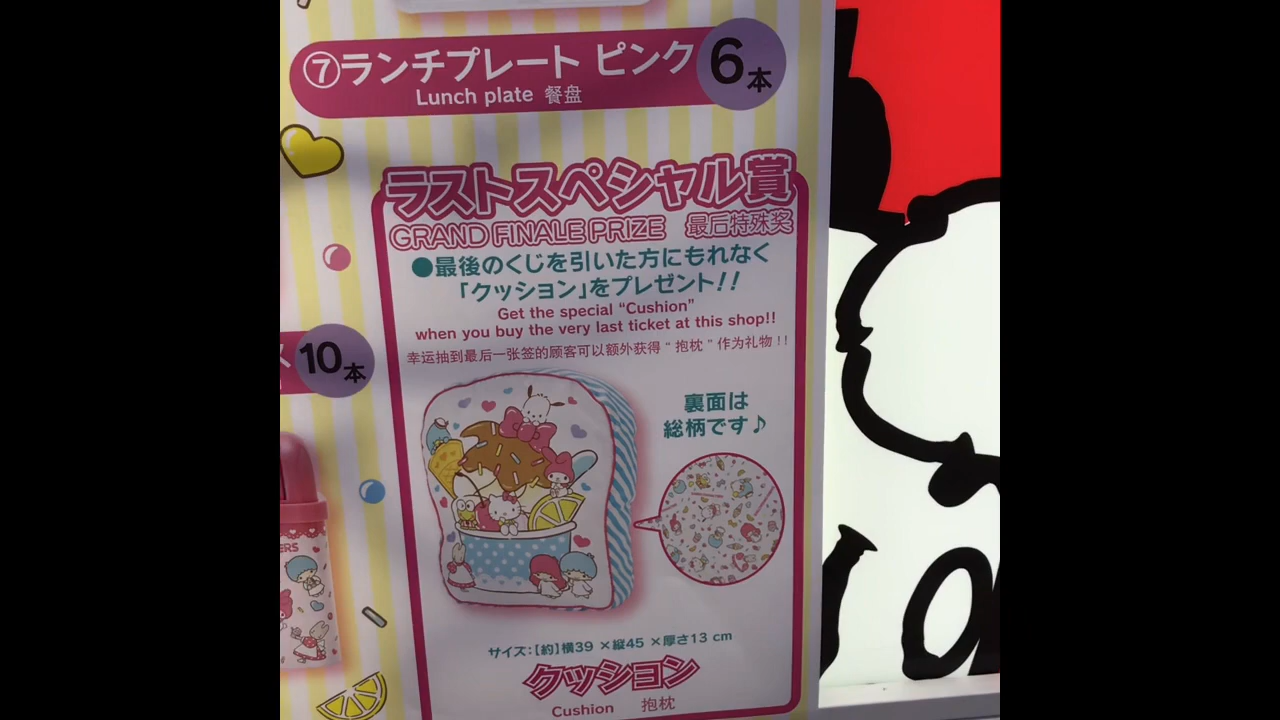 ⑦ランチプレート ピンク 6本
Lunch plate 餐盘
ラストスペシャル賞
GRAND FINALE PRIZE 最后特殊奖
●最後のくじを引いた方にもれなく
「クッション」をプレゼント!!
Get the special “Cushion”
when you buy the very last ticket at this shop!!
幸运抽到最后一张签的顾客可以额外获得“抱枕”作为礼物!!
10本
裏面は
総柄です♪
サイズ:【約】横39×縦45×厚さ13 cm
クッション
Cushion 抱枕